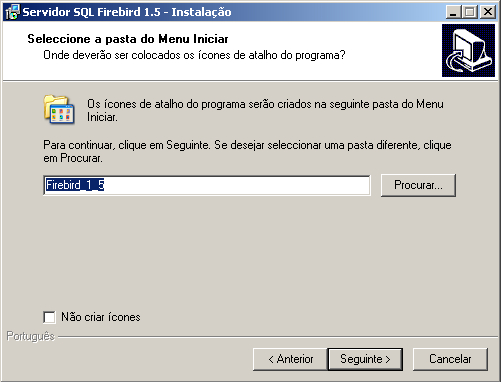 Servidor SQL Firebird 1.5 - Instalação
Seleccione a pasta do Menu Iniciar
Onde deverão ser colocados os ícones de atalho do programa?
Os ícones de atalho do programa serão criados na seguinte pasta do Menu
Iniciar.
Para continuar, clique em Seguinte. Se desejar seleccionar uma pasta diferente, clique
em Procurar.
Firebird_1_5
Procurar...
Não criar ícones
Português
< Anterior
Seguinte >
Cancelar